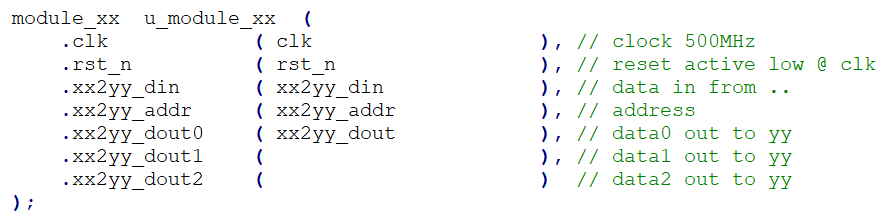 module_xx  u_module_xx  (
    .clk            ( clk                    ), // clock 500MHz
    .rst_n          ( rst_n                  ), // reset active low @ clk
    .xx2yy_din      ( xx2yy_din              ), // data in from ..
    .xx2yy_addr     ( xx2yy_addr             ), // address
    .xx2yy_dout0    ( xx2yy_dout             ), // data0 out to yy
    .xx2yy_dout1    (                        ), // data1 out to yy
    .xx2yy_dout2    (                        )  // data2 out to yy
);